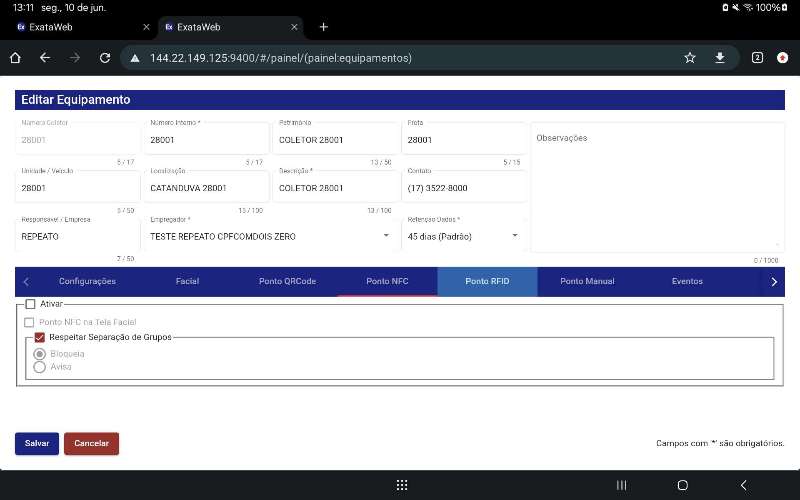 13:11 seg., 10 de jun. 100%
ExataWeb ExataWeb
144.22.149.125:9400/#/painel/(painel:equipamentos) 2
Editar Equipamento
Número Coletor Número Interno * Patrimônio Frota
28001 28001 COLETOR 28001 28001 Observações
5 / 17 5 / 17 13 / 50 5 / 15
Unidade / Veículo Localização Descrição * Contato
28001 CATANDUVA 28001 COLETOR 28001 (17) 3522-8000
5 / 50 15 / 100 13 / 100
Responsável / Empresa Empregador * Retenção Dados *
REPEATO TESTE REPEATO CPFCOMDOIS ZERO 45 dias (Padrão)
7 / 50 0 / 1000
Configurações Facial Ponto QRCode Ponto NFC Ponto RFID Ponto Manual Eventos
Ativar
Ponto NFC na Tela Facial
Respeitar Separação de Grupos
Bloqueia
Avisa
Salvar Cancelar Campos com '*' são obrigatórios.